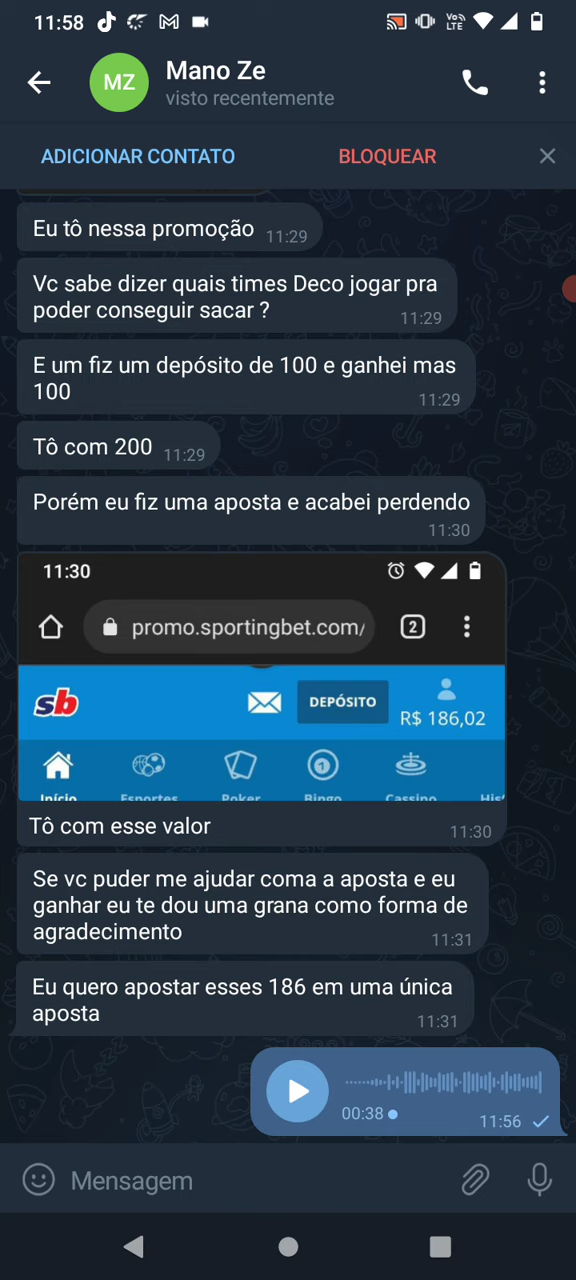 11:58
Vo)) LTE
MZ
Mano Ze
visto recentemente
ADICIONAR CONTATO
BLOQUEAR
Eu tô nessa promoção 11:29
Vc sabe dizer quais times Deco jogar pra
poder conseguir sacar ? 11:29
E um fiz um depósito de 100 e ganhei mas
100 11:29
Tô com 200 11:29
Porém eu fiz uma aposta e acabei perdendo
11:30
11:30
promo.sportingbet.com/
2
sb
DEPÓSITO
R$ 186,02
Início Esportes Poker Bingo Cassino His
Tô com esse valor 11:30
Se vc puder me ajudar coma a aposta e eu
ganhar eu te dou uma grana como forma de
agradecimento 11:31
Eu quero apostar esses 186 em uma única
aposta 11:31
00:38
11:56
Mensagem